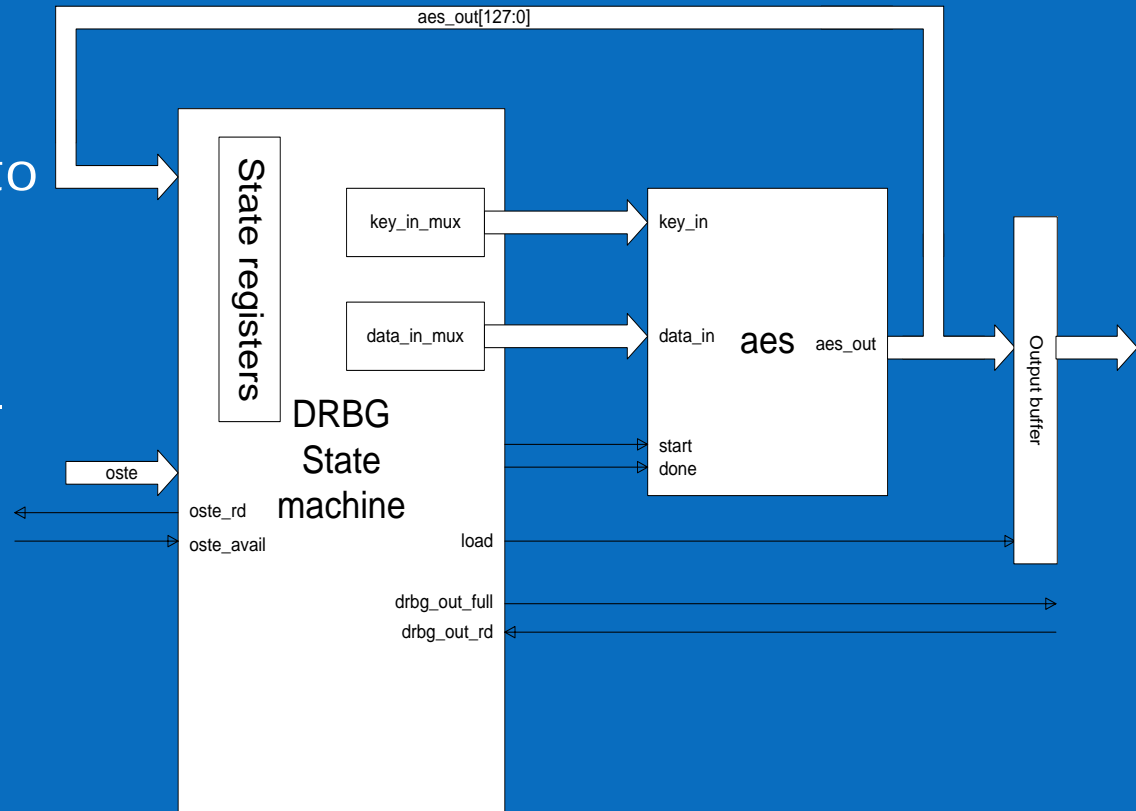 aes_out[127:0]
State registers
key_in_mux
key_in
data_in_mux
data_in
aes
aes_out
Output buffer
DRBG
State
machine
start
done
oste
oste_rd
oste_avail
load
drbg_out_full
drbg_out_rd